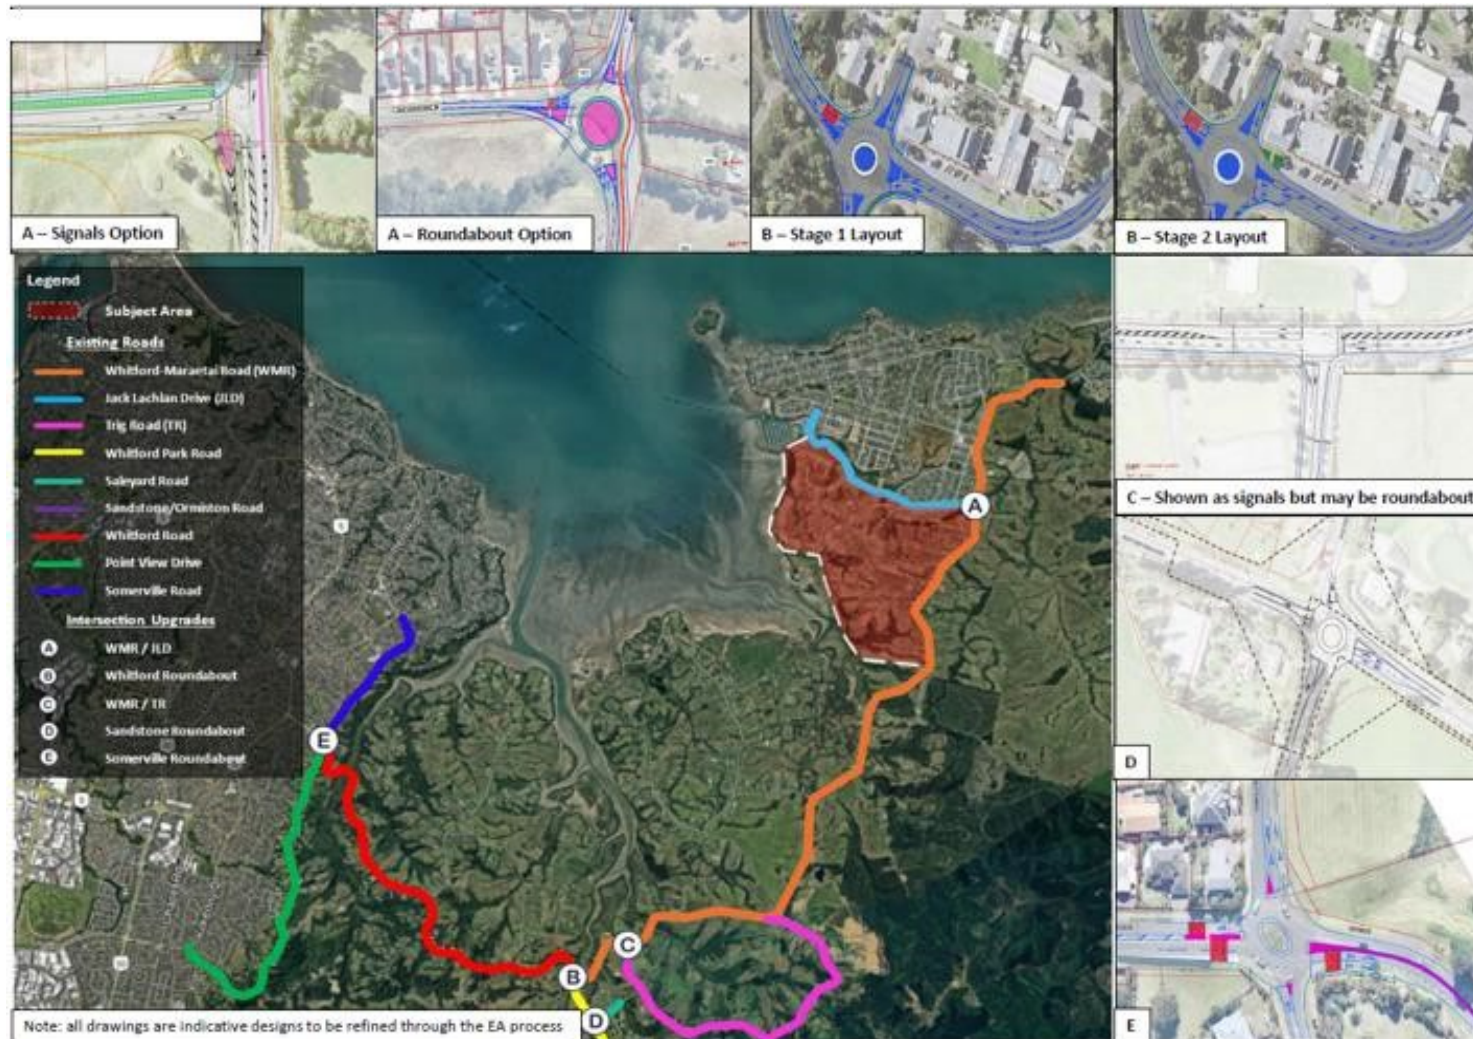 A – Signals Option
A – Roundabout Option
B – Stage 1 Layout
B – Stage 2 Layout
Legend
Subject Area
Existing Roads
Whitford-Maraetai Road (WMR)
Jack Lachlan Drive (JLD)
Trig Road (TR)
Whitford Park Road
Saleyard Road
Sandstone/Ormiston Road
Whitford Road
Point View Drive
Somerville Road
Intersection Upgrades
A WMR / JLD
B Whitford Roundabout
C WMR / TR
D Sandstone Roundabout
E Somerville Roundabout
A
E
C
B
D
Note: all drawings are indicative designs to be refined through the EA process
C – Shown as signals but may be roundabout
D
E